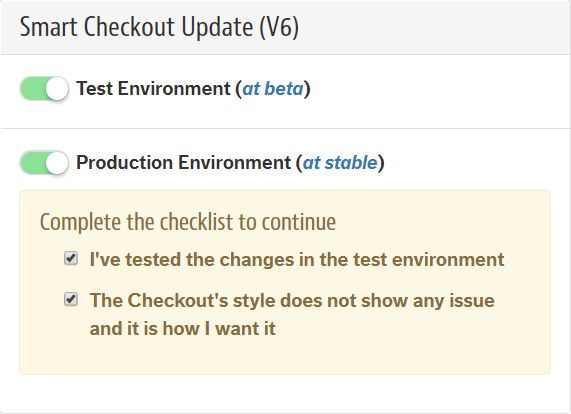 Smart Checkout Update (V6)
Test Environment (at beta)
Production Environment (at stable)
Complete the checklist to continue
I've tested the changes in the test environment
The Checkout's style does not show any issue
and it is how I want it